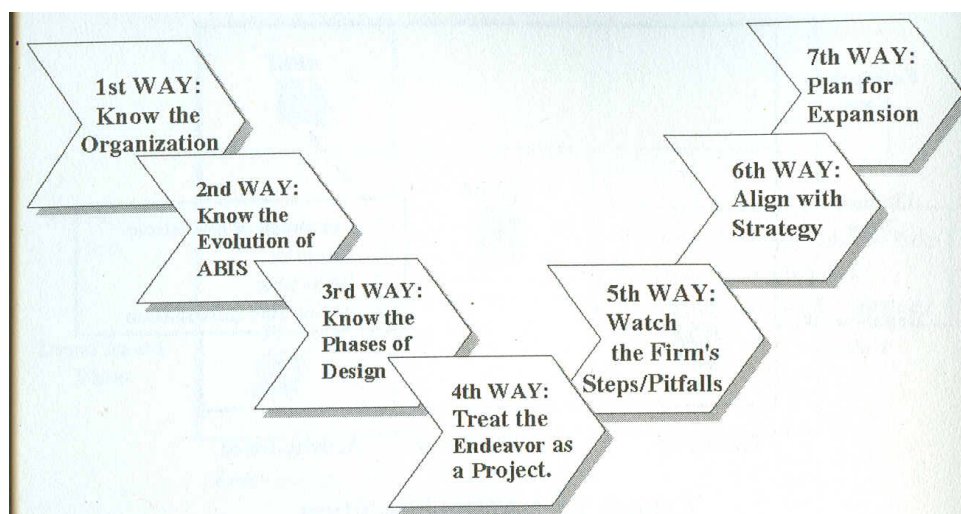 1st WAY:
Know the
Organization
2nd WAY:
Know the
Evolution of
ABIS
3rd WAY:
Know the
Phases of
Design
4th WAY:
Treat the
Endeavor as
a Project.
5th WAY:
Watch
the Firm's
Steps/Pitfalls
6th WAY:
Align with
Strategy
7th WAY:
Plan for
Expansion